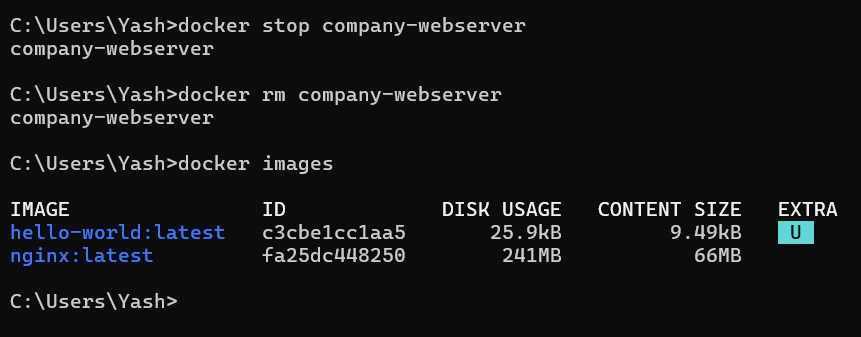 C:\Users\Yash>docker stop company-webserver
company-webserver
C:\Users\Yash>docker rm company-webserver
company-webserver
C:\Users\Yash>docker images
IMAGE ID DISK USAGE CONTENT SIZE EXTRA
hello-world:latest c3cbe1cc1aa5 25.9kB 9.49kB U
nginx:latest fa25dc448250 241MB 66MB
C:\Users\Yash>